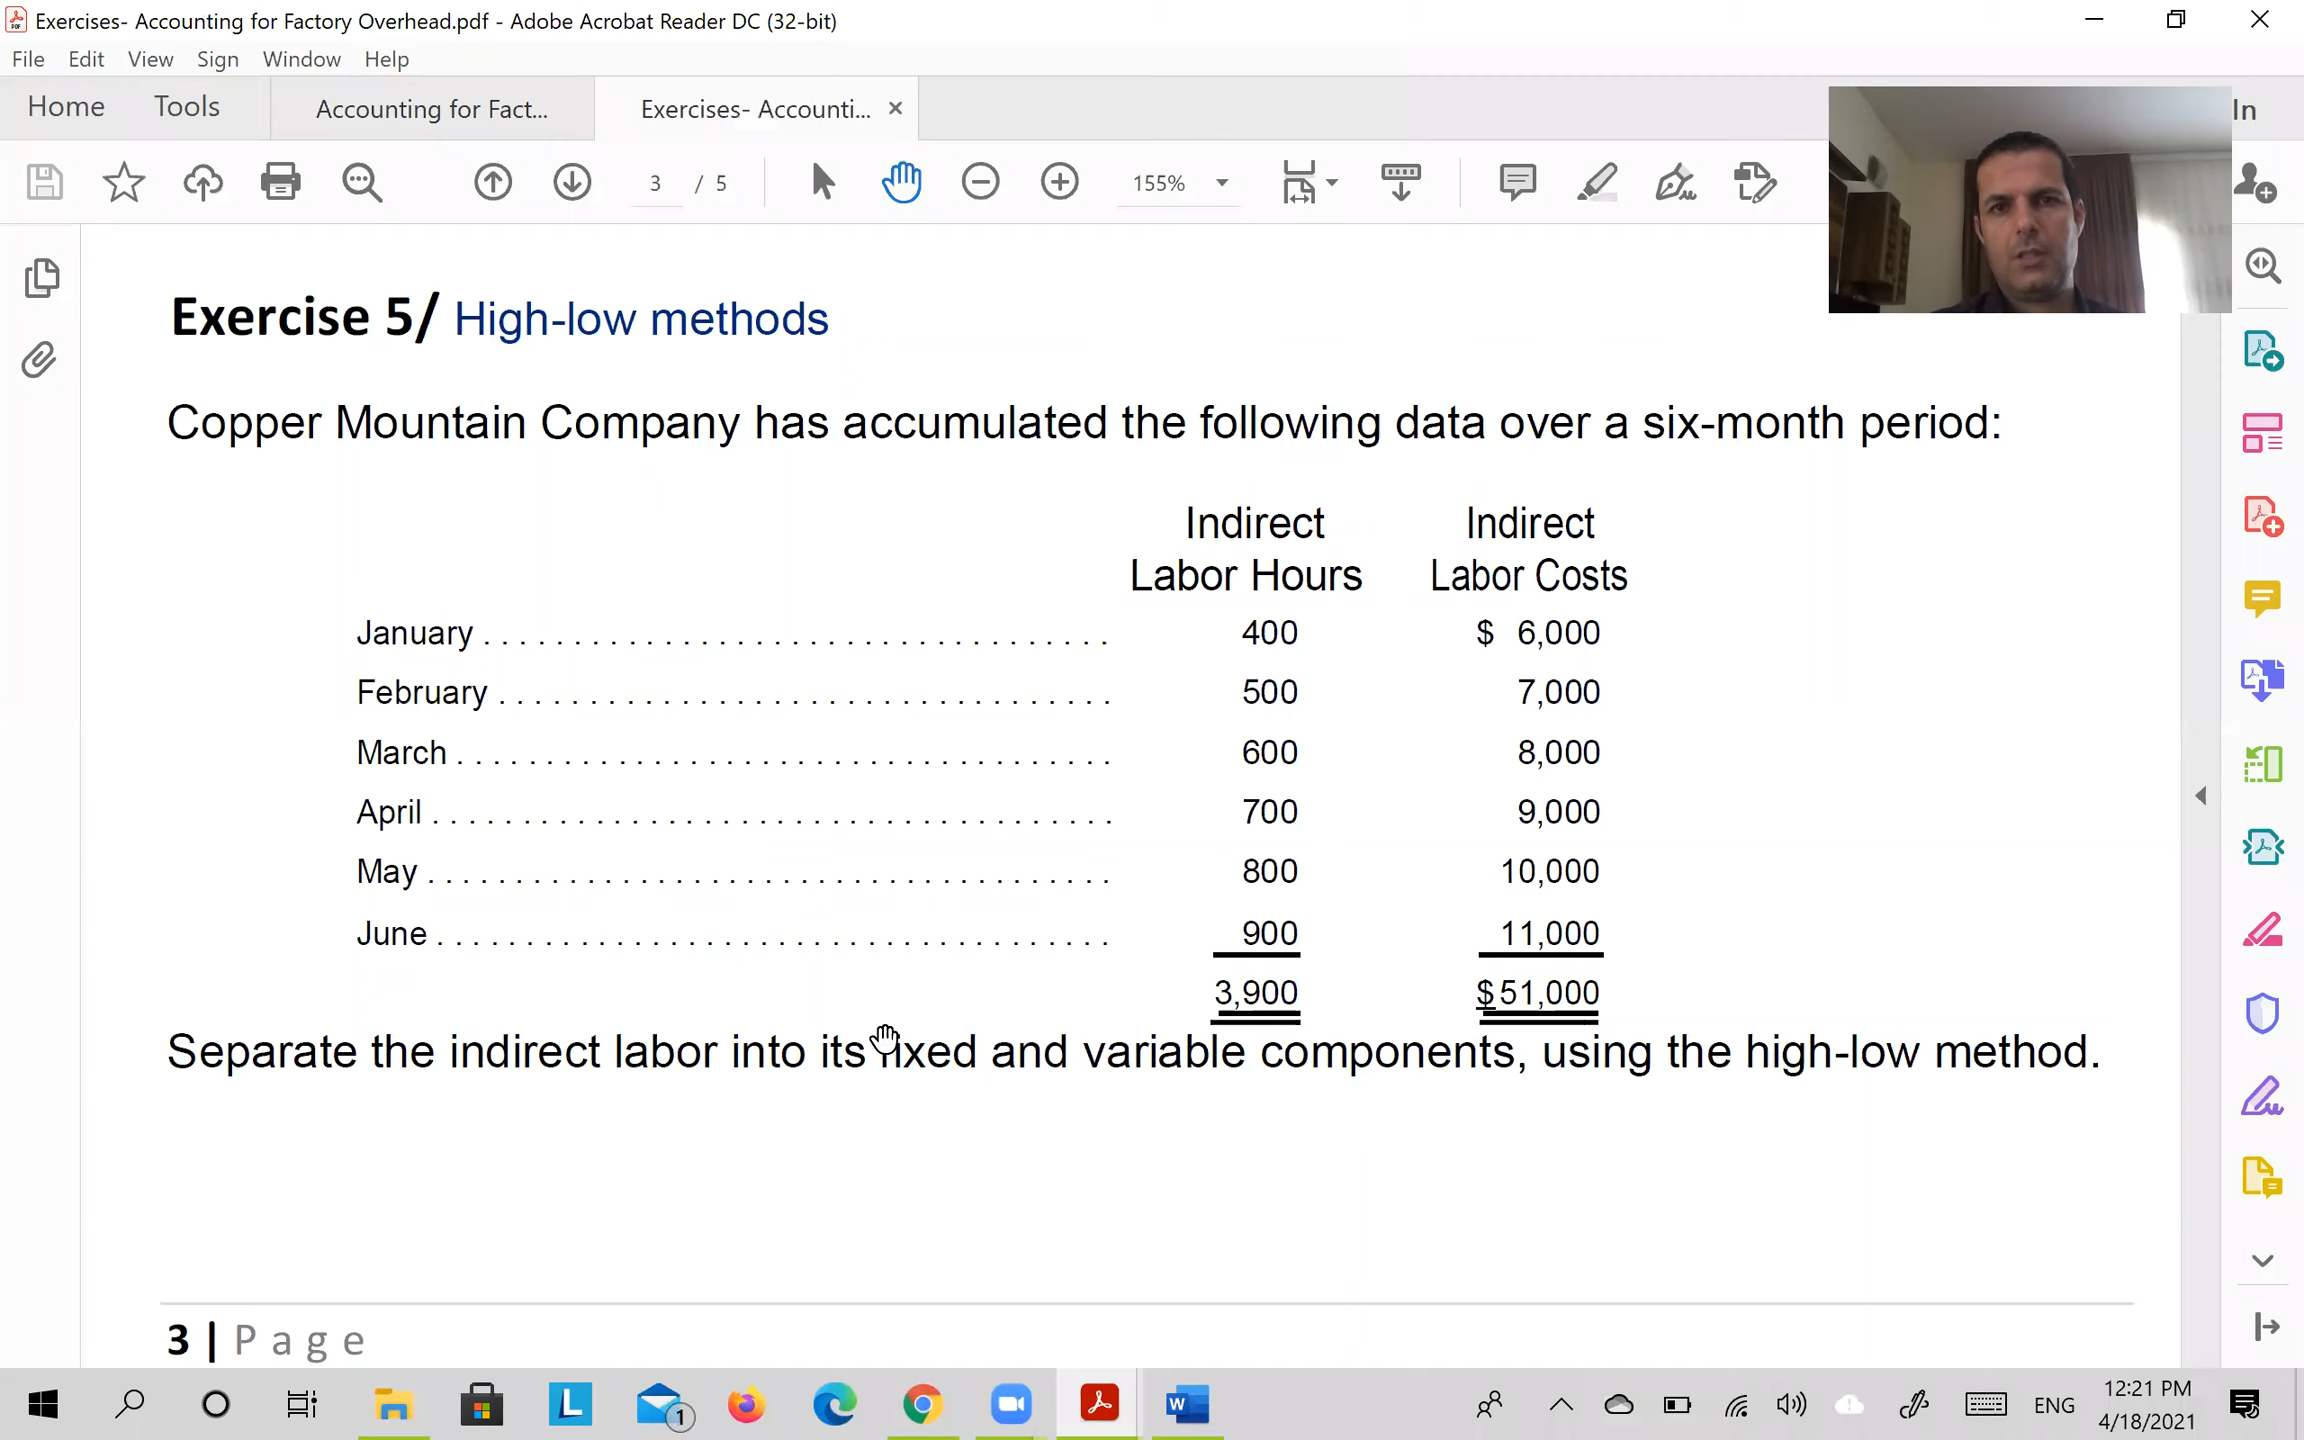 Exercises- Accounting for Factory Overhead.pdf - Adobe Acrobat Reader DC (32-bit)
File Edit View Sign Window Help
Home Tools Accounting for Fact... Exercises- Accounti... In
3 / 5 155%
Exercise 5/ High-low methods
Copper Mountain Company has accumulated the following data over a six-month period:
Indirect Indirect
Labor Hours Labor Costs
January . . . . . . . . . . . . . . . . . . . . . . . . . . . . . . . . . . . 400 $ 6,000
February . . . . . . . . . . . . . . . . . . . . . . . . . . . . . . . . . . 500 7,000
March . . . . . . . . . . . . . . . . . . . . . . . . . . . . . . . . . . . . 600 8,000
April . . . . . . . . . . . . . . . . . . . . . . . . . . . . . . . . . . . . . . 700 9,000
May . . . . . . . . . . . . . . . . . . . . . . . . . . . . . . . . . . . . . . 800 10,000
June . . . . . . . . . . . . . . . . . . . . . . . . . . . . . . . . . . . . . 900 11,000
3,900 $51,000
Separate the indirect labor into its fixed and variable components, using the high-low method.
3 | Page
L 1 W ENG 12:21 PM
4/18/2021